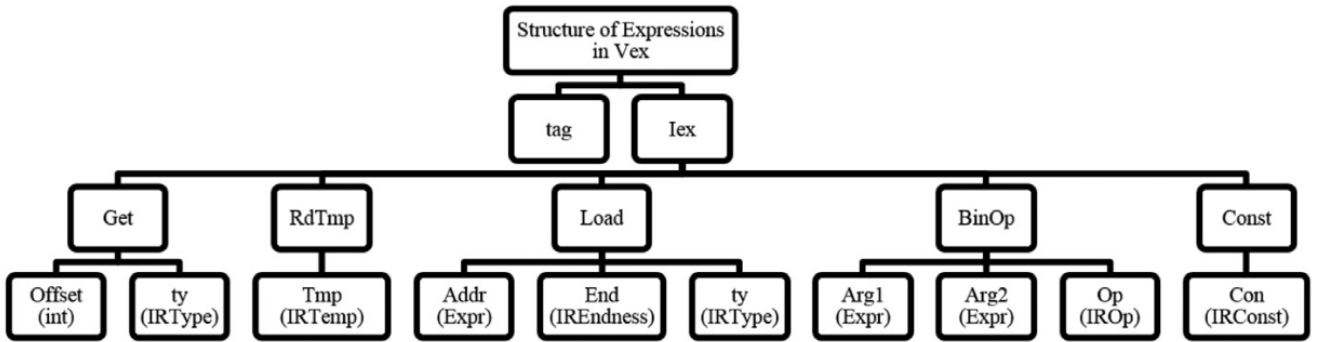 Structure of Expressions
in Vex
tag
Iex
Get
RdTmp
Load
BinOp
Const
Offset
(int)
ty
(IRType)
Tmp
(IRTemp)
Addr
(Expr)
End
(IREndness)
ty
(IRType)
Arg1
(Expr)
Arg2
(Expr)
Op
(IROp)
Con
(IRConst)